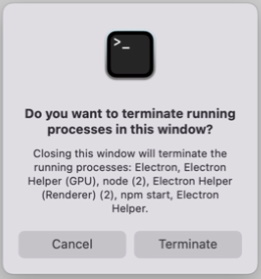 >_
Do you want to terminate running
processes in this window?
Closing this window will terminate the
running processes: Electron, Electron
Helper (GPU), node (2), Electron Helper
(Renderer) (2), npm start, Electron
Helper.
Cancel Terminate